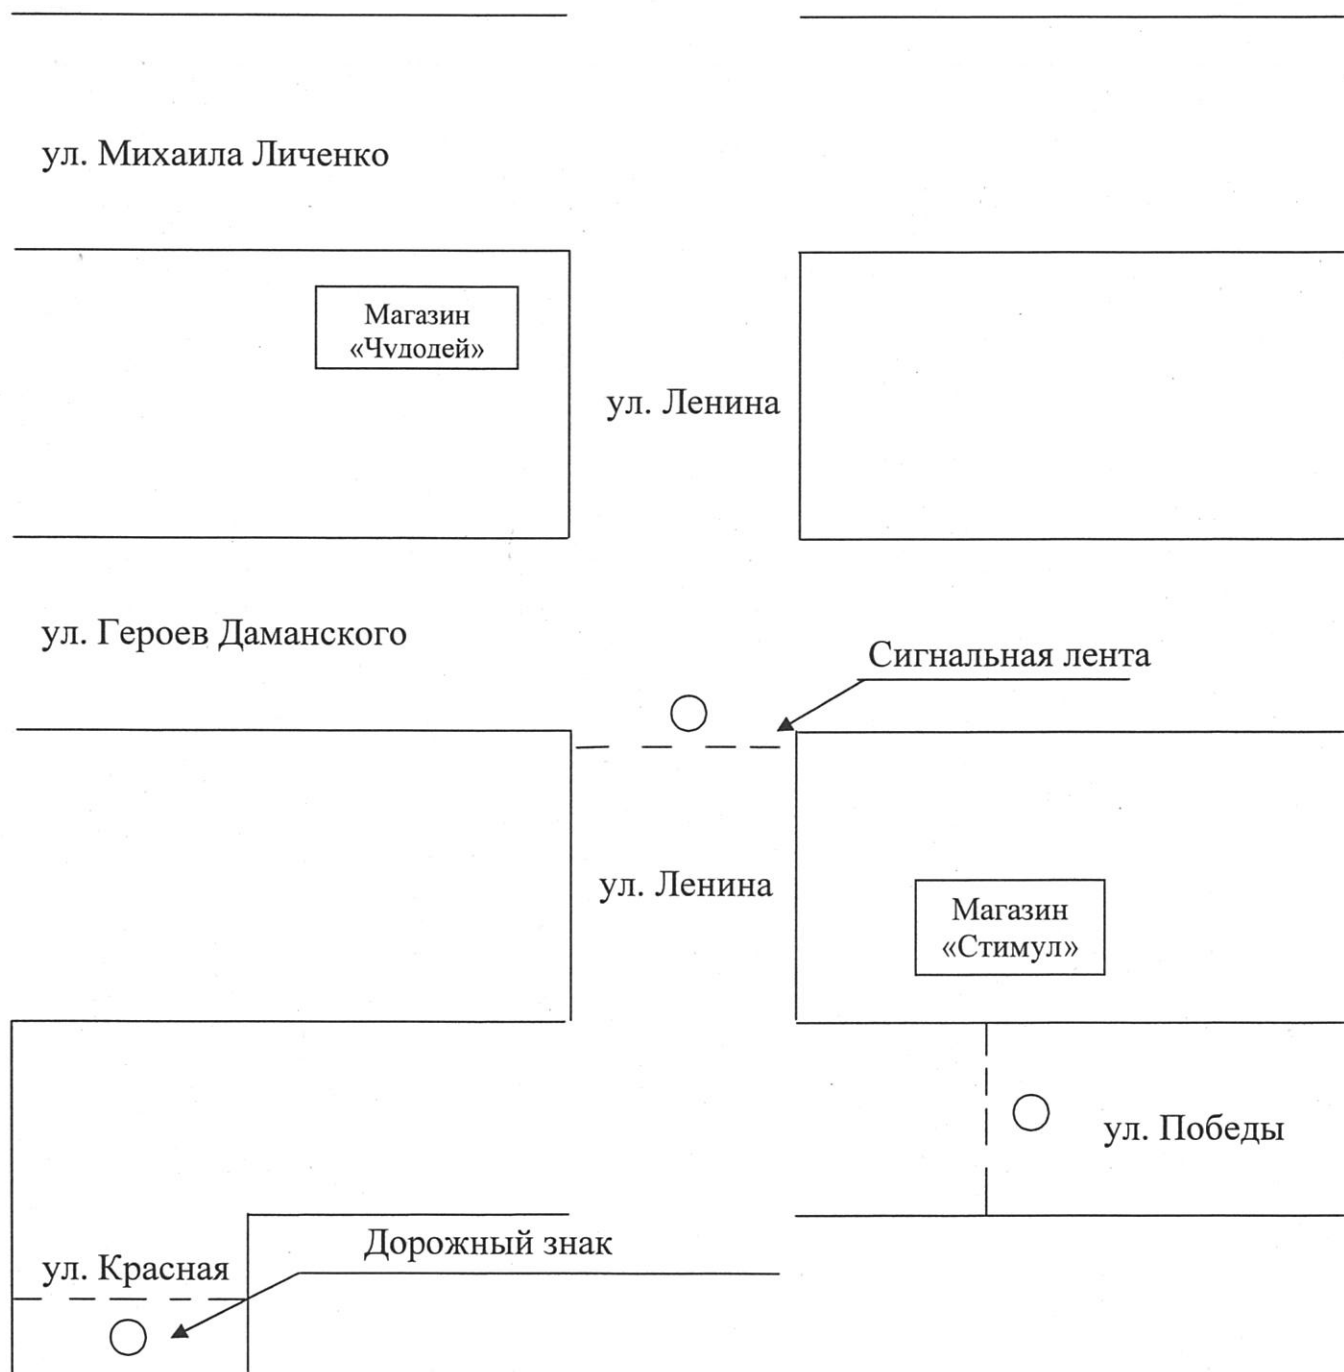 ул. Михаила Личенко
Магазин
«Чудодей»
ул. Ленина
ул. Героев Даманского
Сигнальная лента
ул. Ленина
Магазин
«Стимул»
ул. Победы
Дорожный знак
ул. Красная